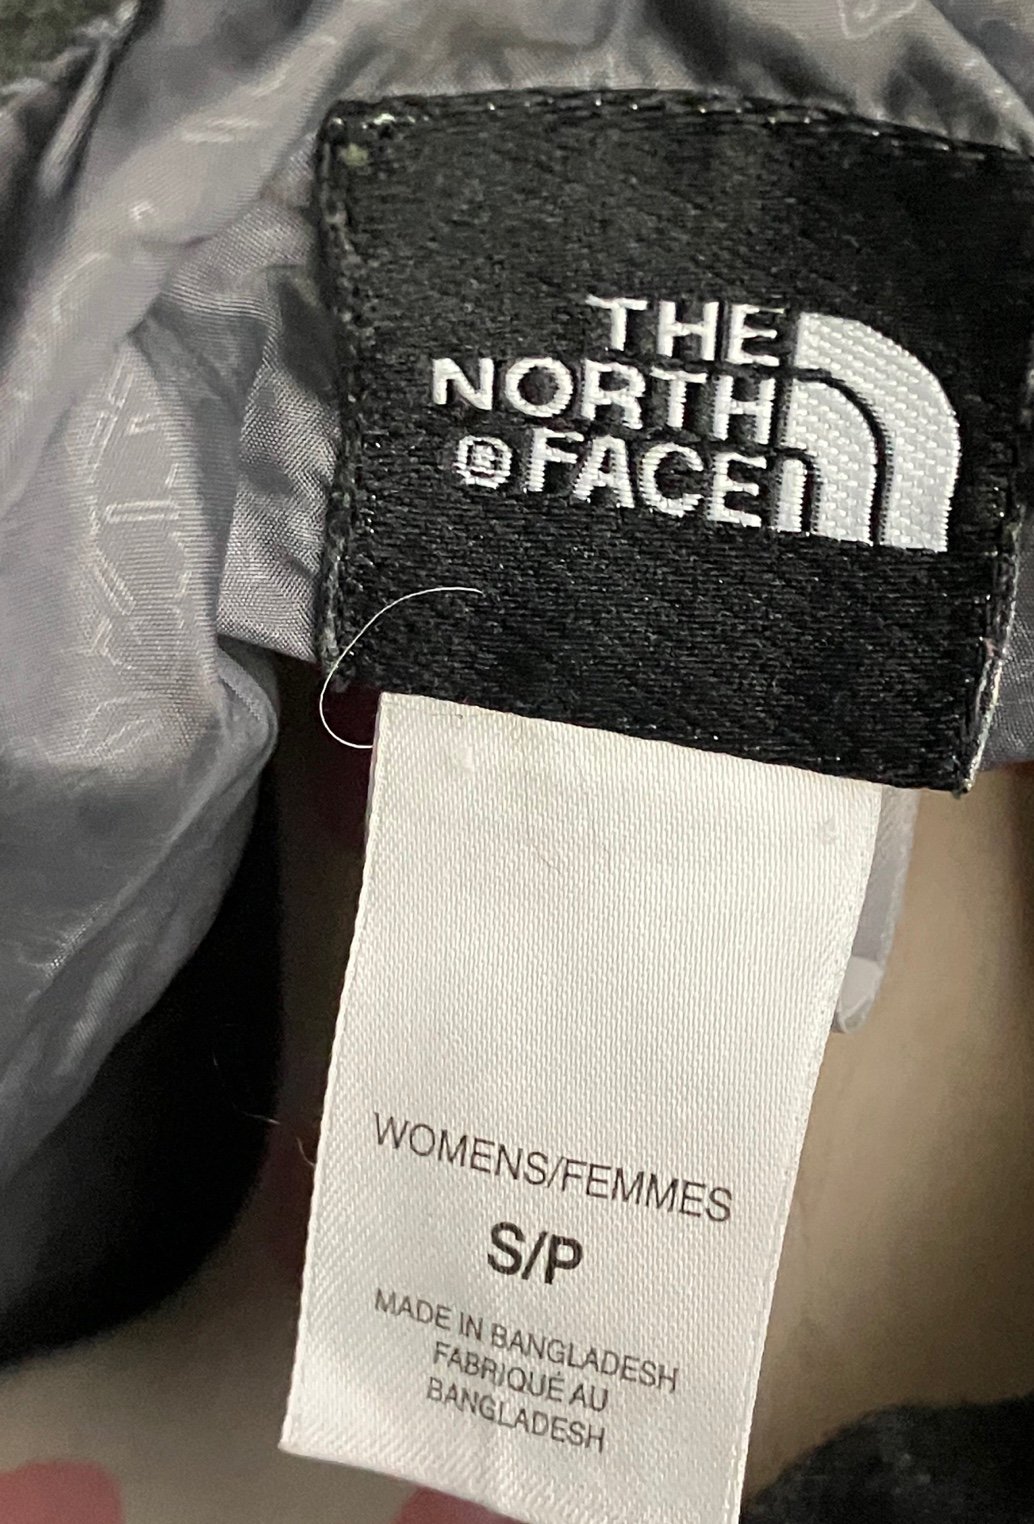 THE
NORTH
® FACE
WOMENS/FEMMES
S/P
MADE IN BANGLADESH
FABRIQUÉ AU
BANGLADESH